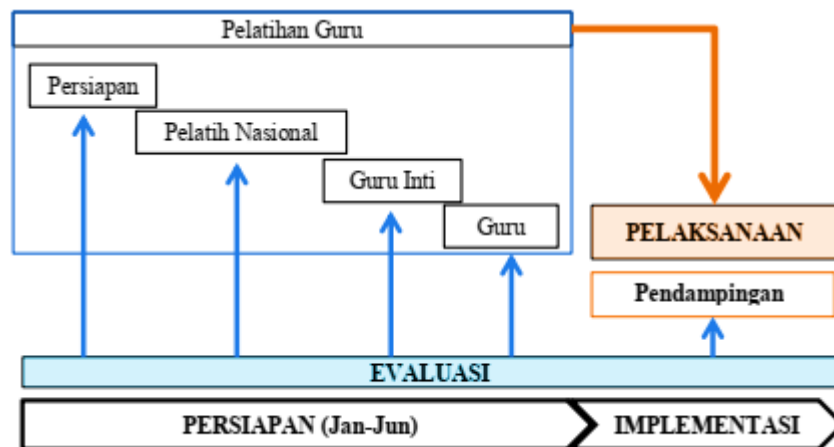 Pelatihan Guru
Persiapan
Pelatih Nasional
Guru Inti
Guru
PELAKSANAAN
Pendampingan
EVALUASI
PERSIAPAN (Jan-Jun)
IMPLEMENTASI